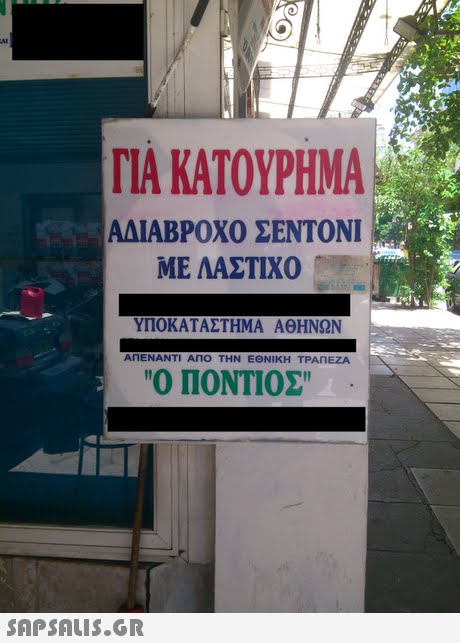 ΓΙΑ ΚΑΤΟΥΡΗΜΑ
ΑΔΙΑΒΡΟΧΟ ΣΕΝΤΟΝΙ
ΜΕ ΛΑΣΤΙΧΟ
ΥΠΟΚΑΤΑΣΤΗΜΑ ΑΘΗΝΩΝ
ΑΠΕΝΑΝΤΙ ΑΠΟ ΤΗΝ ΕΘΝΙΚΗ ΤΡΑΠΕΖΑ
"Ο ΠΟΝΤΙΟΣ"
SAPSALIS.GR